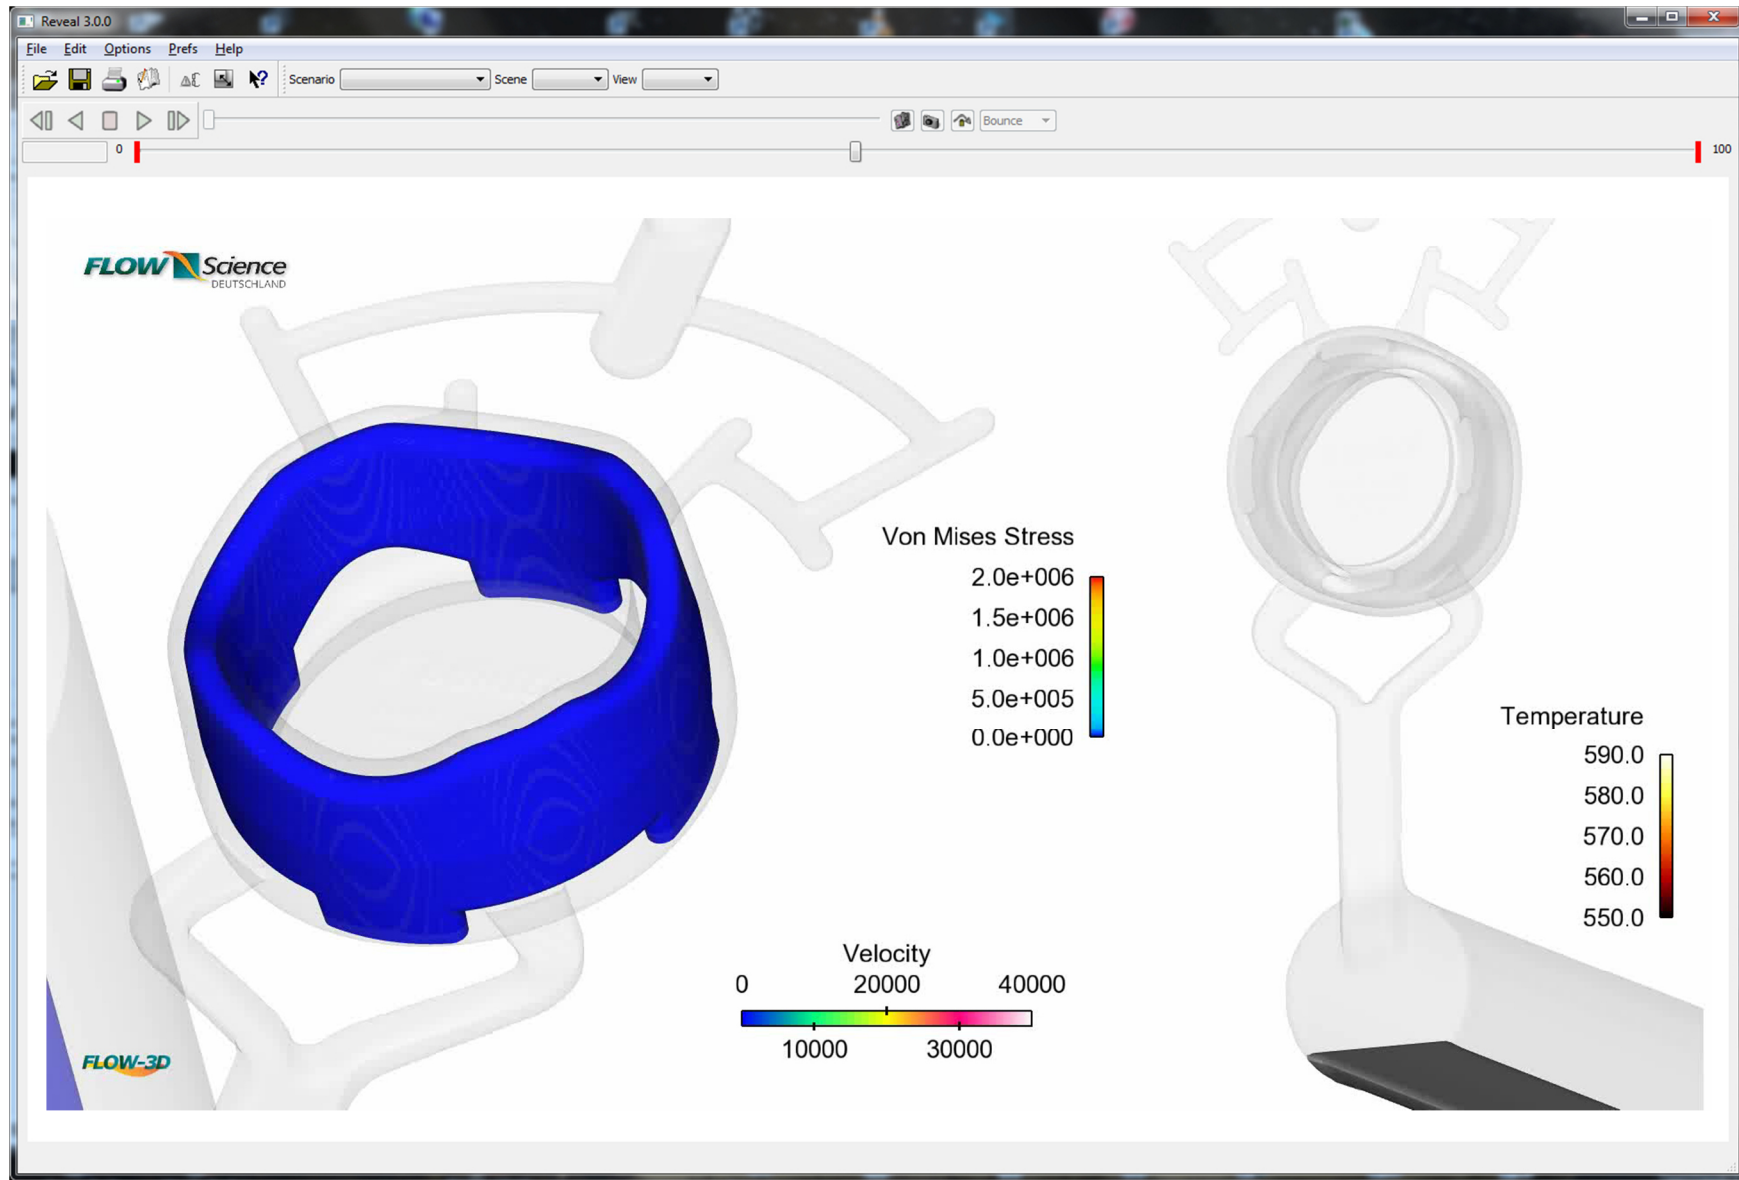 Reveal 3.0.0
File Edit Options Prefs Help
Scenario Scene View
Bounce
0 100
FLOW Science
DEUTSCHLAND
Von Mises Stress
2.0e+006
1.5e+006
1.0e+006
5.0e+005
0.0e+000
Temperature
590.0
580.0
570.0
560.0
550.0
Velocity
0 20000 40000
10000 30000
FLOW-3D